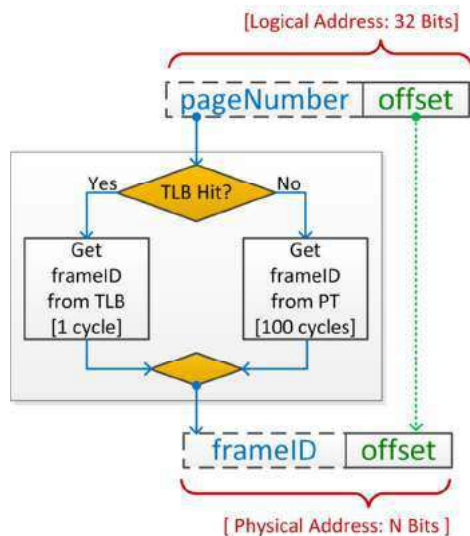 [Logical Address: 32 Bits]
pageNumber offset
Yes TLB Hit? No
Get
frameID
from TLB
[1 cycle]
Get
frameID
from PT
[100 cycles]
frameID offset
[ Physical Address: N Bits ]